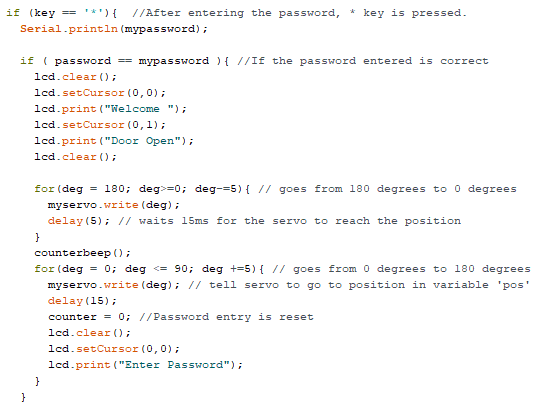 if (key == '*'){  //After entering the password, * key is pressed.
Serial.println(mypassword);
if ( password == mypassword ){ //If the password entered is correct
lcd.clear();
lcd.setCursor(0,0);
lcd.print("Welcome ");
lcd.setCursor(0,1);
lcd.print("Door Open");
lcd.clear();
for(deg = 180; deg>=0; deg-=5){ // goes from 180 degrees to 0 degrees
myservo.write(deg);
delay(5); // waits 15ms for the servo to reach the position
}
counterbeep();
for(deg = 0; deg <= 90; deg +=5){ // goes from 0 degrees to 180 degrees
myservo.write(deg); // tell servo to go to position in variable 'pos'
delay(15);
counter = 0; //Password entry is reset
lcd.clear();
lcd.setCursor(0,0);
lcd.print("Enter Password");
}
}